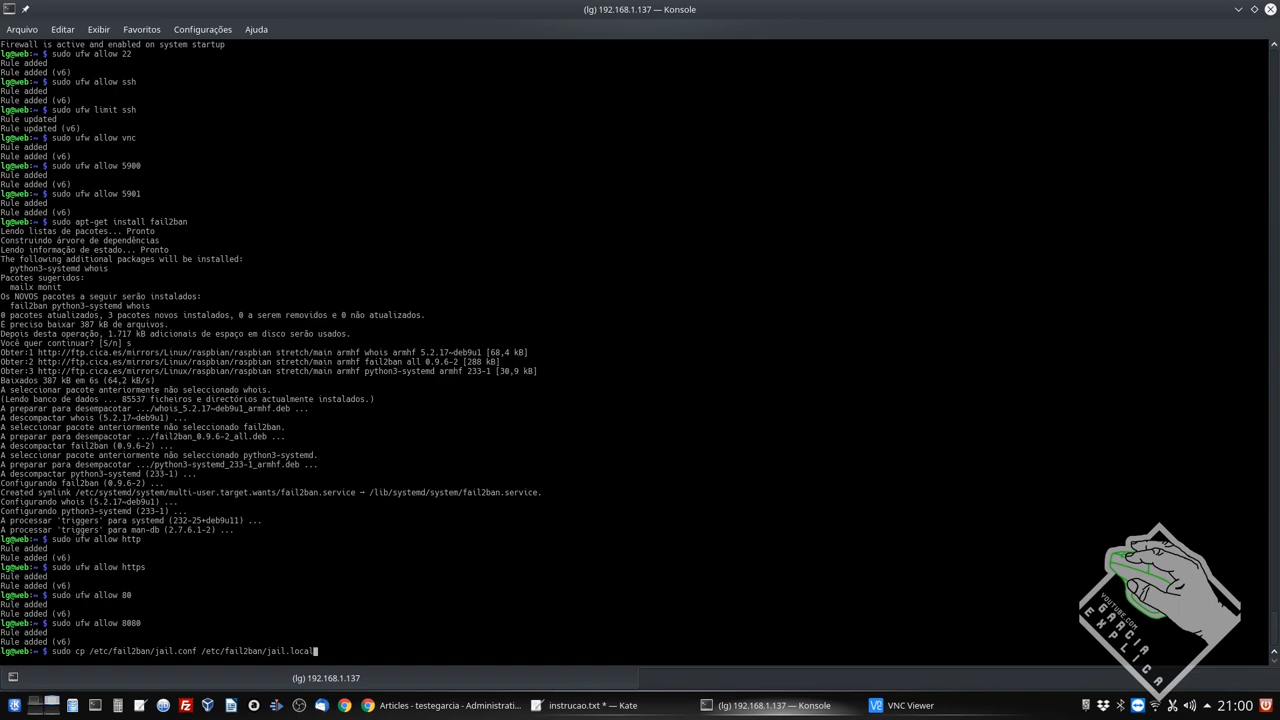 (lg) 192.168.1.137 — Konsole
Arquivo Editar Exibir Favoritos Configurações Ajuda
Firewall is active and enabled on system startup
lg@web:~ $ sudo ufw allow 22
Rule added
Rule added (v6)
lg@web:~ $ sudo ufw allow ssh
Rule added
Rule added (v6)
lg@web:~ $ sudo ufw limit ssh
Rule updated
Rule updated (v6)
lg@web:~ $ sudo ufw allow vnc
Rule added
Rule added (v6)
lg@web:~ $ sudo ufw allow 5900
Rule added
Rule added (v6)
lg@web:~ $ sudo ufw allow 5901
Rule added
Rule added (v6)
lg@web:~ $ sudo apt-get install fail2ban
Lendo listas de pacotes... Pronto
Construindo árvore de dependências
Lendo informação de estado... Pronto
The following additional packages will be installed:
python3-systemd whois
Pacotes sugeridos:
mailx monit
Os NOVOS pacotes a seguir serão instalados:
fail2ban python3-systemd whois
0 pacotes atualizados, 3 pacotes novos instalados, 0 a serem removidos e 0 não atualizados.
É preciso baixar 387 kB de arquivos.
Depois desta operação, 1.717 kB adicionais de espaço em disco serão usados.
Você quer continuar? [S/n] s
Obter:1 http://ftp.cica.es/mirrors/Linux/raspbian/raspbian stretch/main armhf whois armhf 5.2.17~deb9u1 [68,4 kB]
Obter:2 http://ftp.cica.es/mirrors/Linux/raspbian/raspbian stretch/main armhf fail2ban all 0.9.6-2 [288 kB]
Obter:3 http://ftp.cica.es/mirrors/Linux/raspbian/raspbian stretch/main armhf python3-systemd armhf 233-1 [30,9 kB]
Baixados 387 kB em 6s (64,2 kB/s)
A seleccionar pacote anteriormente não seleccionado whois.
(Lendo banco de dados ... 85537 ficheiros e directórios actualmente instalados.)
A preparar para desempacotar .../whois_5.2.17~deb9u1_armhf.deb ...
A descompactar whois (5.2.17~deb9u1) ...
A seleccionar pacote anteriormente não seleccionado fail2ban.
A preparar para desempacotar .../fail2ban_0.9.6-2_all.deb ...
A descompactar fail2ban (0.9.6-2) ...
A seleccionar pacote anteriormente não seleccionado python3-systemd.
A preparar para desempacotar .../python3-systemd_233-1_armhf.deb ...
A descompactar python3-systemd (233-1) ...
Configurando fail2ban (0.9.6-2) ...
Created symlink /etc/systemd/system/multi-user.target.wants/fail2ban.service → /lib/systemd/system/fail2ban.service.
Configurando whois (5.2.17~deb9u1) ...
Configurando python3-systemd (233-1) ...
A processar 'triggers' para systemd (232-25+deb9u11) ...
A processar 'triggers' para man-db (2.7.6.1-2) ...
lg@web:~ $ sudo ufw allow http
Rule added
Rule added (v6)
lg@web:~ $ sudo ufw allow https
Rule added
Rule added (v6)
lg@web:~ $ sudo ufw allow 80
Rule added
Rule added (v6)
lg@web:~ $ sudo ufw allow 8080
Rule added
Rule added (v6)
lg@web:~ $ sudo cp /etc/fail2ban/jail.conf /etc/fail2ban/jail.local
YOUTUBE.COM
GARCIA
EXPLICA
(lg) 192.168.1.137
Articles - testegarcia - Administrati... instrucao.txt * — Kate (lg) 192.168.1.137 — Konsole VNC Viewer 21:00